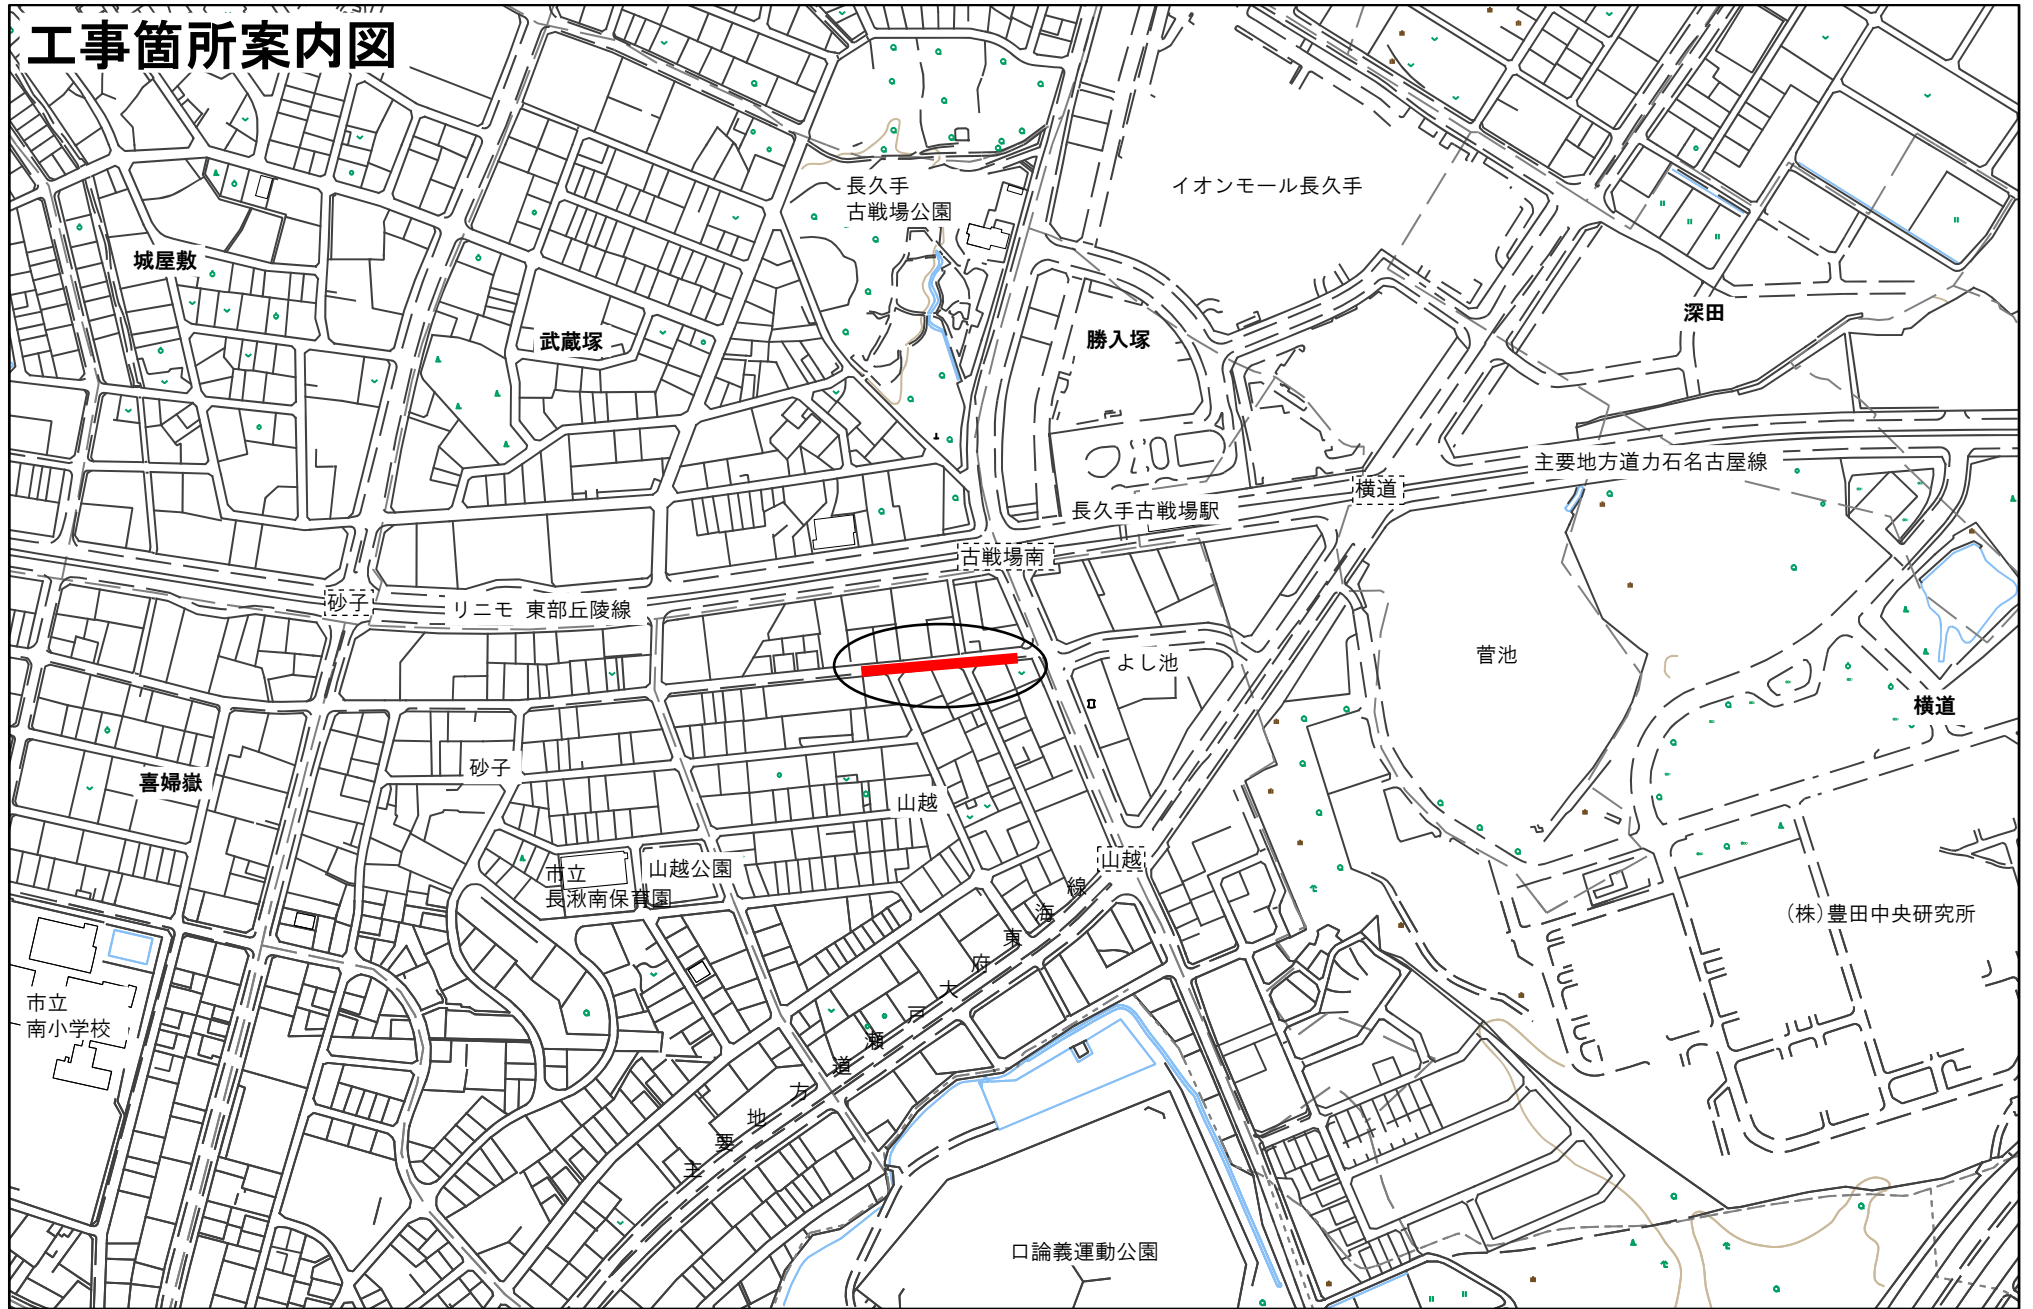 工事箇所案内図
長久手
古戦場公園
イオンモール長久手
城屋敷
武蔵塚
勝入塚
深田
主要地方道力石名古屋線
横道
長久手古戦場駅
古戦場南
砂子
リニモ 東部丘陵線
よし池
菅池
横道
喜婦嶽
砂子
山越
市立
長湫南保育園
山越公園
山越
(株)豊田中央研究所
市立
南小学校
主要地方道瀬戸大府東海線
口論義運動公園